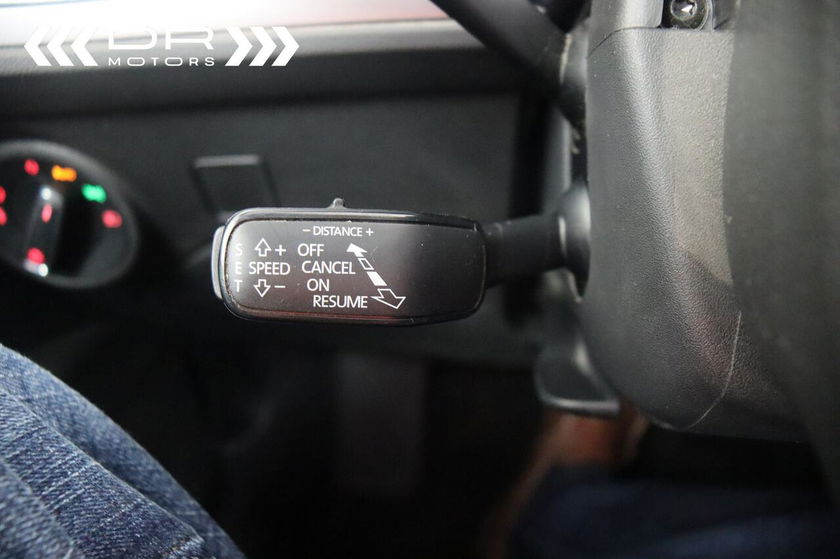 DR
MOTORS
− DISTANCE +
S + OFF
E SPEED CANCEL
T − ON
RESUME